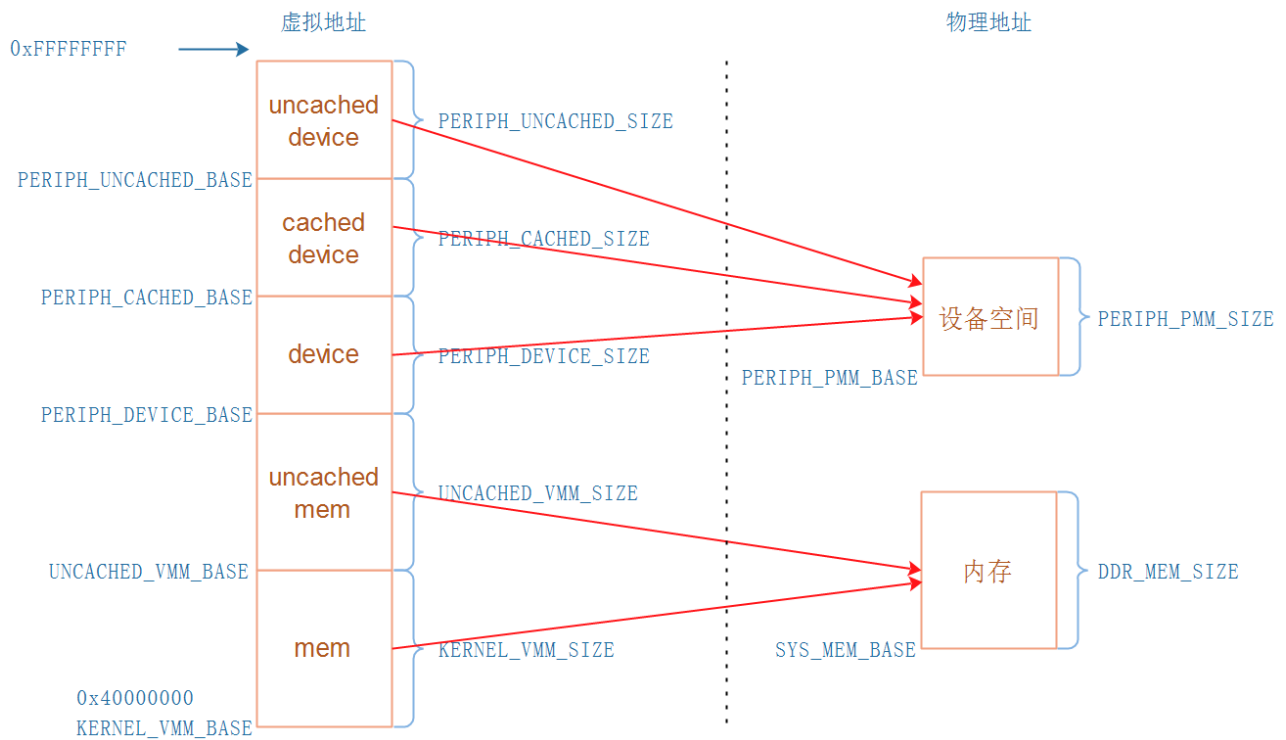 虚拟地址
物理地址
0xFFFFFFFF
uncached
device
PERIPH_UNCACHED_SIZE
PERIPH_UNCACHED_BASE
cached
device
PERIPH_CACHED_SIZE
PERIPH_CACHED_BASE
设备空间
PERIPH_PMM_SIZE
device
PERIPH_DEVICE_SIZE
PERIPH_PMM_BASE
PERIPH_DEVICE_BASE
uncached
mem
UNCACHED_VMM_SIZE
UNCACHED_VMM_BASE
内存
DDR_MEM_SIZE
mem
KERNEL_VMM_SIZE
SYS_MEM_BASE
0x40000000
KERNEL_VMM_BASE